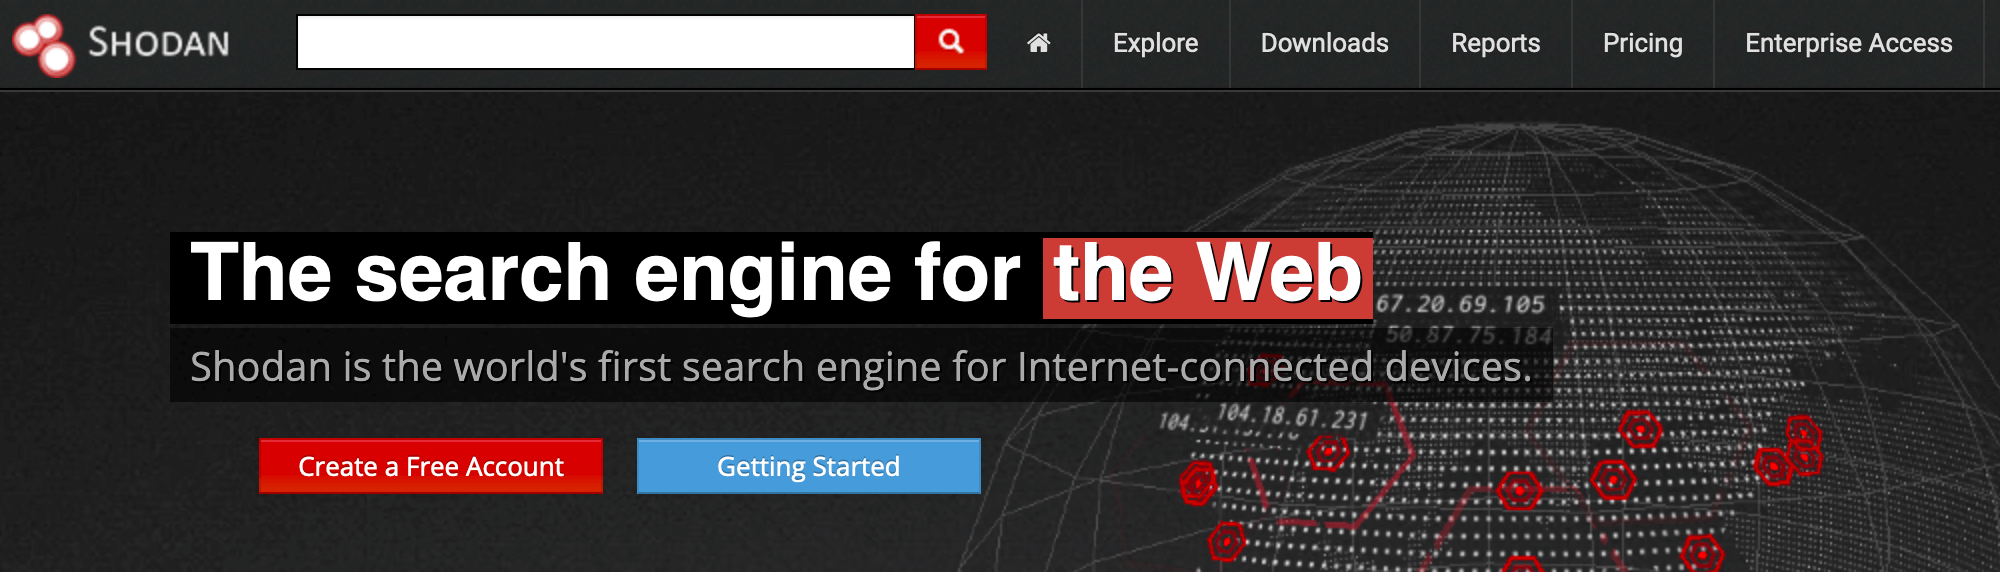 SHODAN
Explore
Downloads
Reports
Pricing
Enterprise Access
The search engine for the Web
67.20.69.105
50.87.75.184
Shodan is the world's first search engine for Internet-connected devices.
104.18.61.231
Create a Free Account
Getting Started